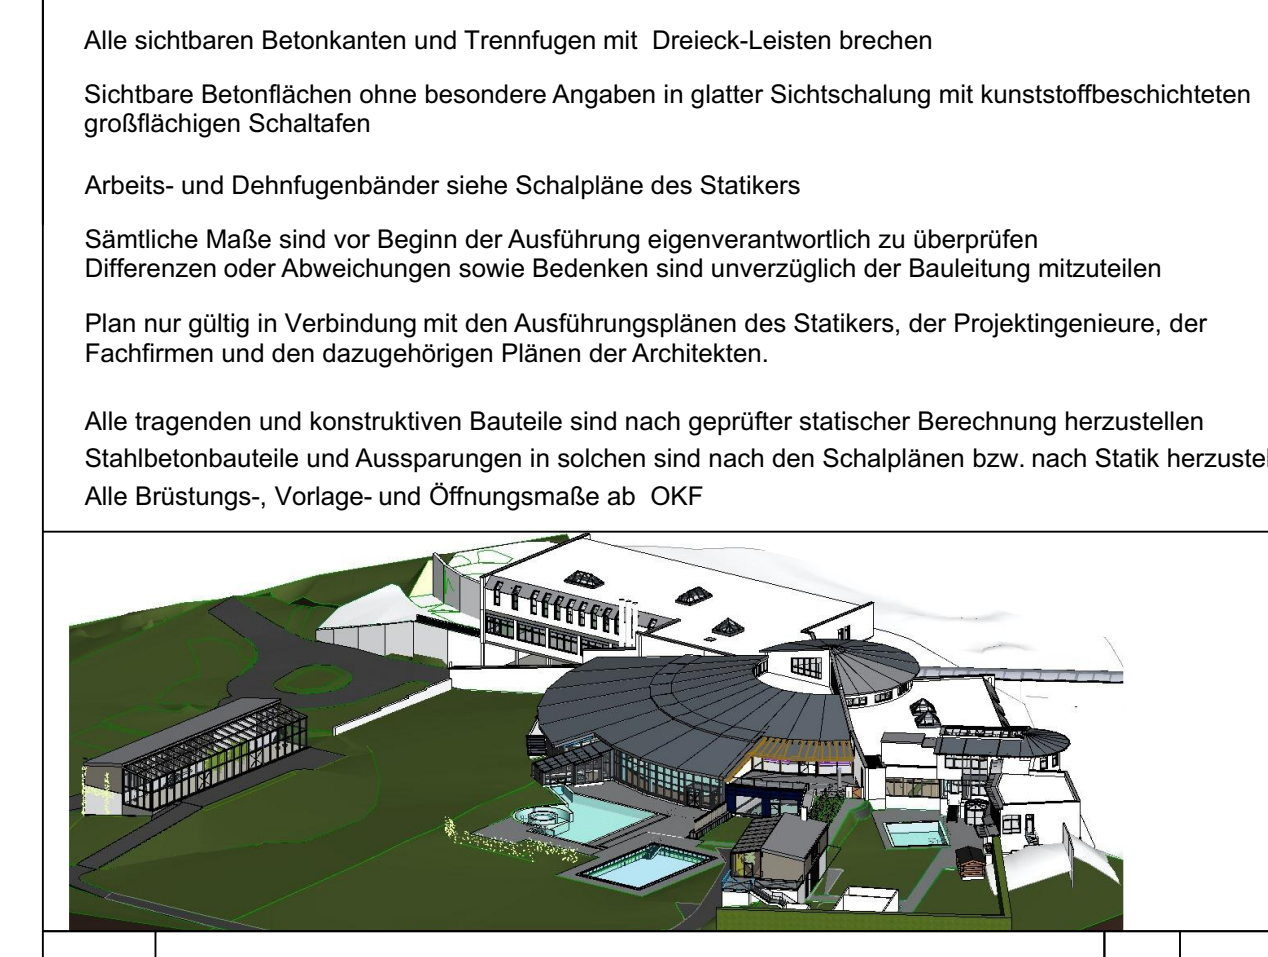 Alle sichtbaren Betonkanten und Trennfugen mit Dreieck-Leisten brechen
Sichtbare Betonflächen ohne besondere Angaben in glatter Sichtschalung mit kunststoffbeschichteten
großflächigen Schaltafen
Arbeits- und Dehnfugenbänder siehe Schalpläne des Statikers
Sämtliche Maße sind vor Beginn der Ausführung eigenverantwortlich zu überprüfen
Differenzen oder Abweichungen sowie Bedenken sind unverzüglich der Bauleitung mitzuteilen
Plan nur gültig in Verbindung mit den Ausführungsplänen des Statikers, der Projektingenieure, der
Fachfirmen und den dazugehörigen Plänen der Architekten.
Alle tragenden und konstruktiven Bauteile sind nach geprüfter statischer Berechnung herzustellen
Stahlbetonbauteile und Aussparungen in solchen sind nach den Schalplänen bzw. nach Statik herzustel
Alle Brüstungs-, Vorlage- und Öffnungsmaße ab OKF